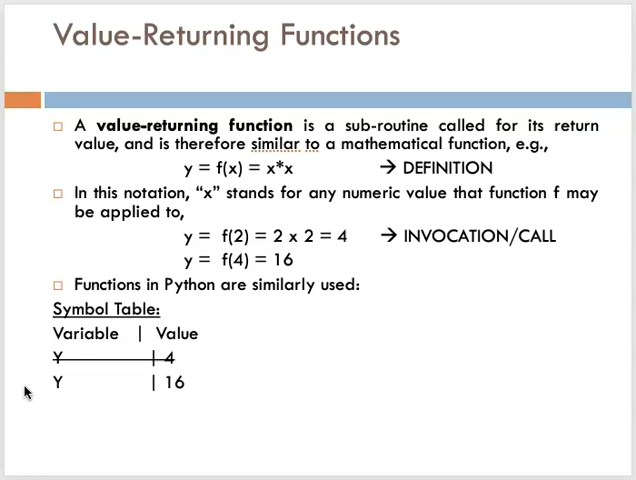 Value-Returning Functions
A value-returning function is a sub-routine called for its return
value, and is therefore similar to a mathematical function, e.g.,
y = f(x) = x*x → DEFINITION
In this notation, “x” stands for any numeric value that function f may
be applied to,
y = f(2) = 2 x 2 = 4 → INVOCATION/CALL
y = f(4) = 16
Functions in Python are similarly used:
Symbol Table:
Variable | Value
Y | 4
Y | 16